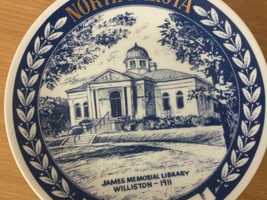 NORTH DAKOTA
JAMES MEMORIAL LIBRARY
WILLISTON - 1911